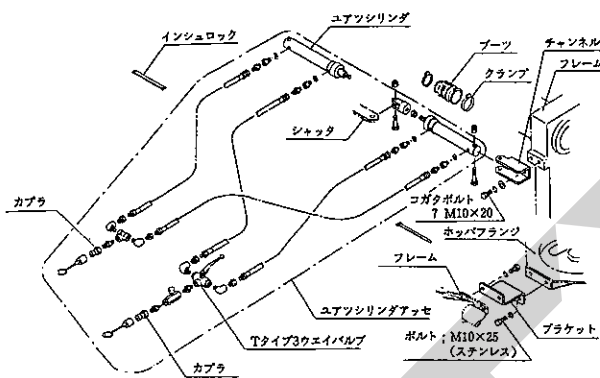 ユアツシリンダ
インシュロック
ブーツ
チャンネル
クランプ
フレーム
シャッタ
カプラ
コガタボルト
7 M10×20
ホッパフランジ
フレーム
ユアツシリンダアッセ
Tタイプ3ウエイバルブ
ブラケット
ボルト；M10×25
(ステンレス)
カプラ